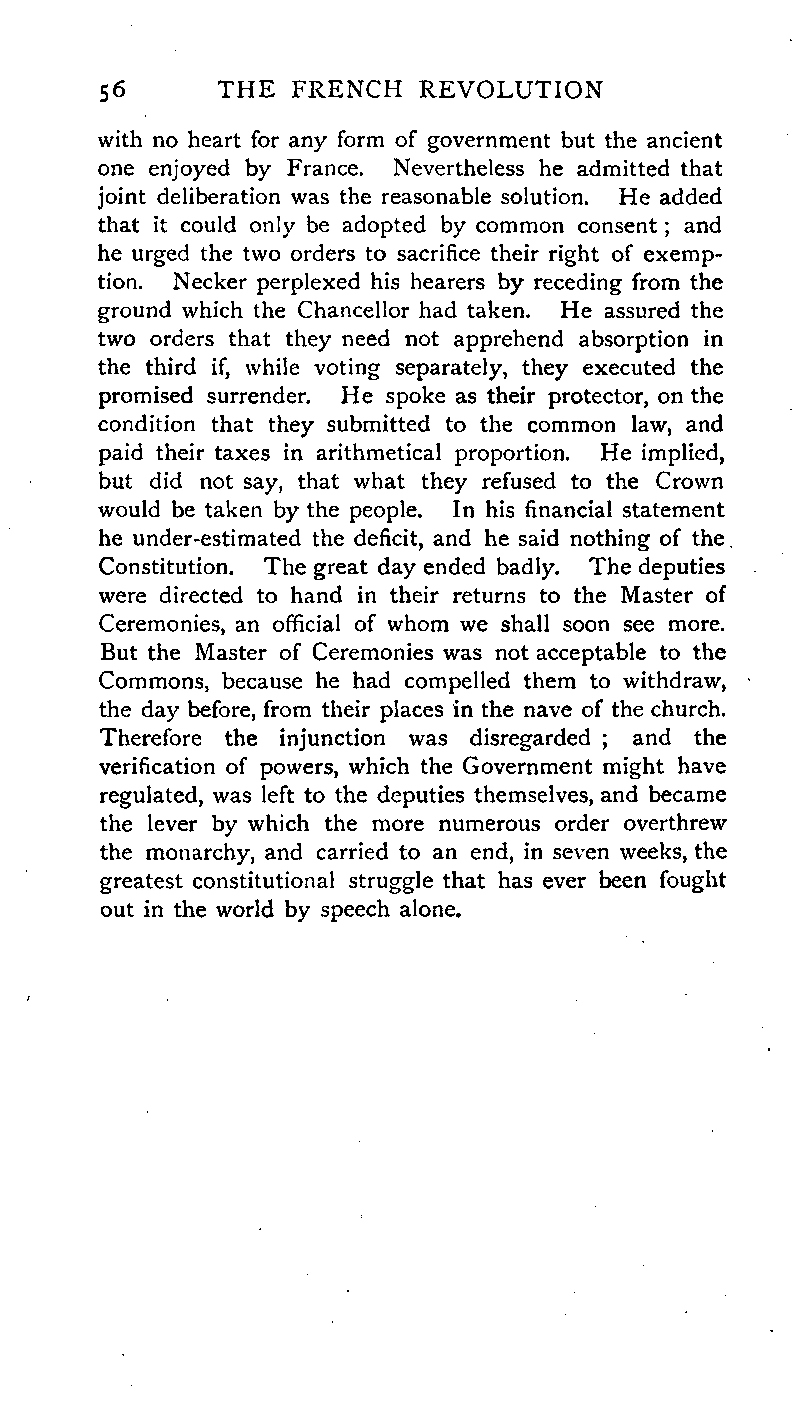 56 THE FRENCH REVOLUTION
with no heart for any form of government but the ancient
one enjoyed by France. Nevertheless he admitted that
joint deliberation was the reasonable solution. He added
that it could only be adopted by common consent ; and
he urged the two orders to sacrifice their right of exemp-
tion. Necker perplexed his hearers by receding from the
ground which the Chancellor had taken. He assured the
two orders that they need not apprehend absorption in
the third if, while voting separately, they executed the
promised surrender. He spoke as their protector, on the
condition that they submitted to the common law, and
paid their taxes in arithmetical proportion. He implied,
but did not say, that what they refused to the Crown
would be taken by the people. In his financial statement
he under-estimated the deficit, and he said nothing of the
Constitution. The great day ended badly. The deputies
were directed to hand in their returns to the Master of
Ceremonies, an official of whom we shall soon see more.
But the Master of Ceremonies was not acceptable to the
Commons, because he had compelled them to withdraw,
the day before, from their places in the nave of the church.
Therefore the injunction was disregarded ; and the
verification of powers, which the Government might have
regulated, was left to the deputies themselves, and became
the lever by which the more numerous order overthrew
the monarchy, and carried to an end, in seven weeks, the
greatest constitutional struggle that has ever been fought
out in the world by speech alone.